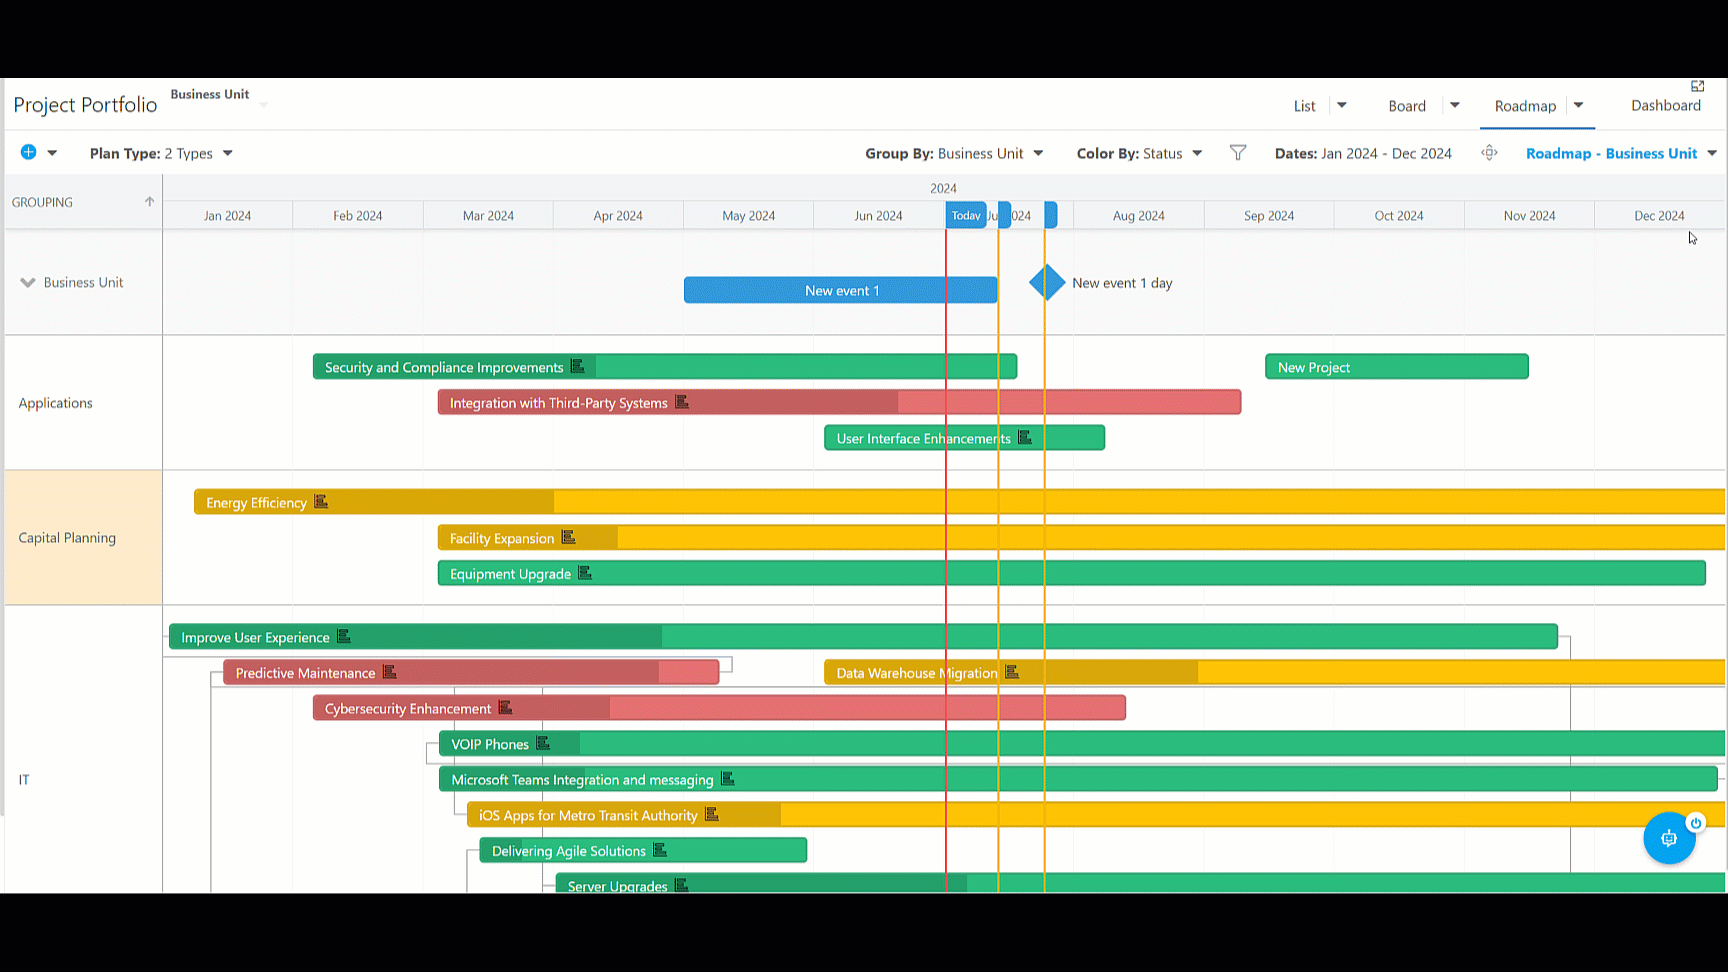 Project Portfolio
Business Unit
List
Board
Roadmap
Dashboard
Plan Type: 2 Types
Group By: Business Unit
Color By: Status
Dates: Jan 2024 - Dec 2024
Roadmap - Business Unit
GROUPING
2024
Jan 2024
Feb 2024
Mar 2024
Apr 2024
May 2024
Jun 2024
Today
Ju 024
Aug 2024
Sep 2024
Oct 2024
Nov 2024
Dec 2024
Business Unit
New event 1
New event 1 day
Applications
Security and Compliance Improvements
New Project
Integration with Third-Party Systems
User Interface Enhancements
Capital Planning
Energy Efficiency
Facility Expansion
Equipment Upgrade
IT
Improve User Experience
Predictive Maintenance
Data Warehouse Migration
Cybersecurity Enhancement
VOIP Phones
Microsoft Teams Integration and messaging
iOS Apps for Metro Transit Authority
Delivering Agile Solutions
Server Upgrades